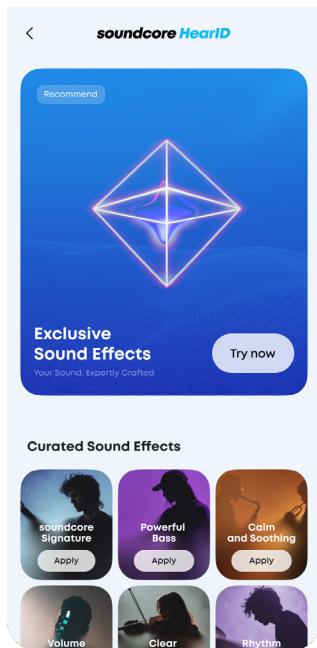 soundcore HearID
Recommend
Exclusive
Sound Effects
Your Sound, Expertly Crafted
Try now
Curated Sound Effects
soundcore
Signature
Apply
Powerful
Bass
Apply
Calm
and Soothing
Apply
Volume
Clear
Rhythm